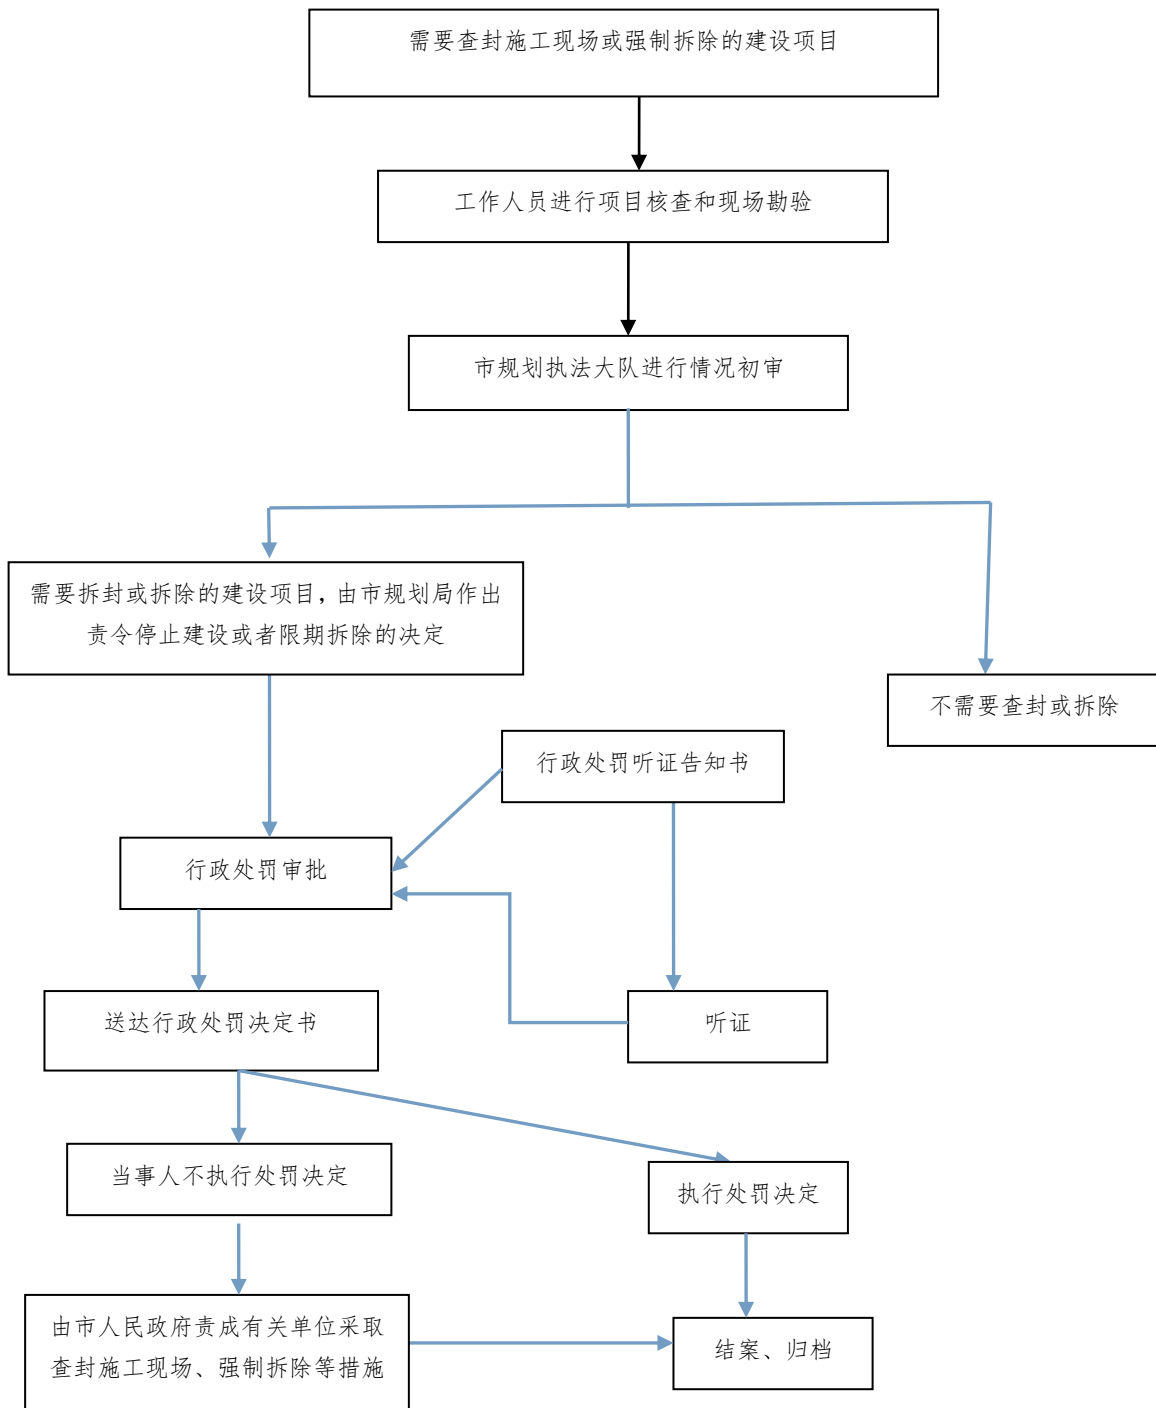 需要查封施工现场或强制拆除的建设项目
工作人员进行项目核查和现场勘验
市规划执法大队进行情况初审
需要拆封或拆除的建设项目，由市规划局作出
责令停止建设或者限期拆除的决定
不需要查封或拆除
行政处罚听证告知书
行政处罚审批
送达行政处罚决定书
听证
当事人不执行处罚决定
执行处罚决定
由市人民政府责成有关单位采取
查封施工现场、强制拆除等措施
结案、归档